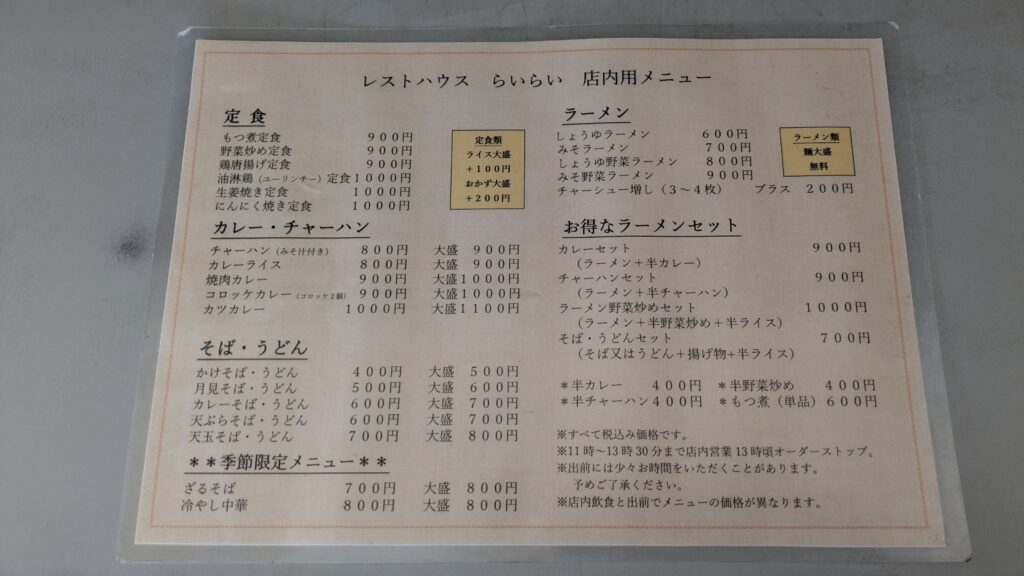 レストハウス らいらい 店内用メニュー
定食
もつ煮定食 900円
野菜炒め定食 900円
鶏唐揚げ定食 900円
油淋鶏(ユーリンチー)定食1000円
生姜焼き定食 1000円
にんにく焼き定食 1000円
定食類
ライス大盛
+100円
おかず大盛
+200円
カレー・チャーハン
チャーハン(みそ汁付き) 800円 大盛 900円
カレーライス 800円 大盛 900円
焼肉カレー 900円 大盛1000円
コロッケカレー(コロッケ2個) 900円 大盛1000円
カツカレー 1000円 大盛1100円
そば・うどん
かけそば・うどん 400円 大盛 500円
月見そば・うどん 500円 大盛 600円
カレーそば・うどん 600円 大盛 700円
天ぷらそば・うどん 600円 大盛 700円
天玉そば・うどん 700円 大盛 800円
**季節限定メニュー**
ざるそば 700円 大盛 800円
冷やし中華 800円 大盛 800円
ラーメン
しょうゆラーメン 600円
みそラーメン 700円
しょうゆ野菜ラーメン 800円
みそ野菜ラーメン 900円
チャーシュー増し(3~4枚) プラス 200円
ラーメン類
麺大盛
無料
お得なラーメンセット
カレーセット 900円
(ラーメン+半カレー)
チャーハンセット 900円
(ラーメン+半チャーハン)
ラーメン野菜炒めセット 1000円
(ラーメン+半野菜炒め+半ライス)
そば・うどんセット 700円
(そば又はうどん+揚げ物+半ライス)
*半カレー 400円 *半野菜炒め 400円
*半チャーハン400円 *もつ煮(単品)600円
※すべて税込み価格です。
※11時~13時30分まで店内営業13時頃オーダーストップ。
※出前には少々お時間をいただくことがあります。
予めご了承ください。
※店内飲食と出前でメニューの価格が異なります。